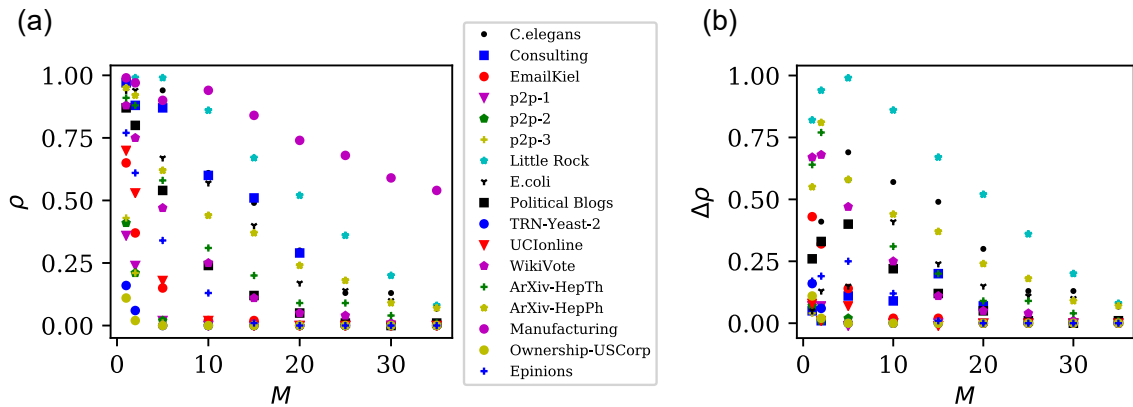 (a)
1.00
0.75
0.50
0.25
0.00
ρ
0
10
20
30
M
C.elegans
Consulting
EmailKiel
p2p-1
p2p-2
p2p-3
Little Rock
E.coli
Political Blogs
TRN-Yeast-2
UCIonline
WikiVote
ArXiv-HepTh
ArXiv-HepPh
Manufacturing
Ownership-USCorp
Epinions
(b)
1.00
0.75
0.50
0.25
0.00
Δρ
0
10
20
30
M